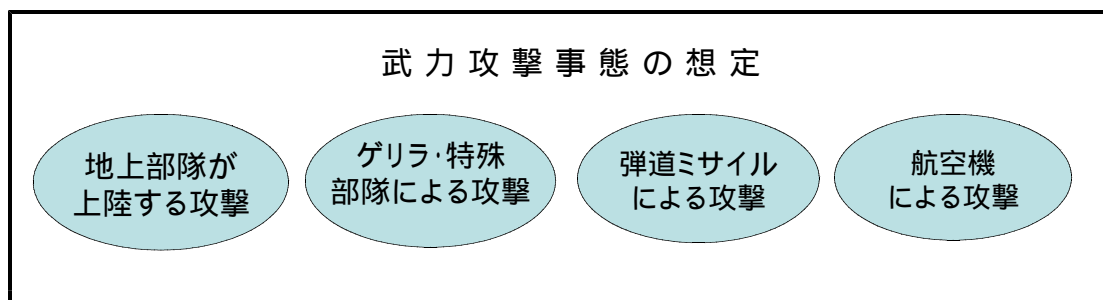 武力攻撃事態の想定
地上部隊が
上陸する攻撃
ゲリラ・特殊
部隊による攻撃
弾道ミサイル
による攻撃
航空機
による攻撃